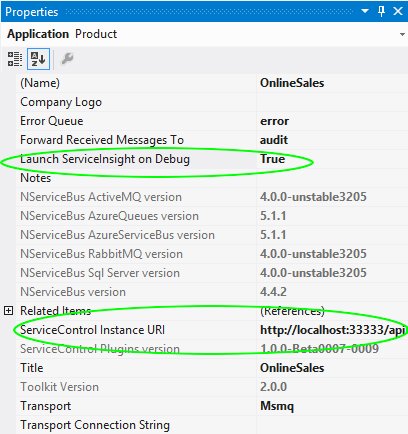 Properties
Application Product
(Name) OnlineSales
Company Logo
Error Queue error
Forward Received Messages To audit
Launch ServiceInsight on Debug True
Notes
NServiceBus ActiveMQ version 4.0.0-unstable3205
NServiceBus AzureQueues version 5.1.1
NServiceBus AzureServiceBus version 5.1.1
NServiceBus RabbitMQ version 4.0.0-unstable3205
NServiceBus Sql Server version 4.0.0-unstable3205
NServiceBus version 4.4.2
Related Items (References)
ServiceControl Instance URI http://localhost:33333/api
ServiceControl Plugins version 1.0.0-Beta0007-0009
Title OnlineSales
Toolkit Version 2.0.0
Transport Msmq
Transport Connection String